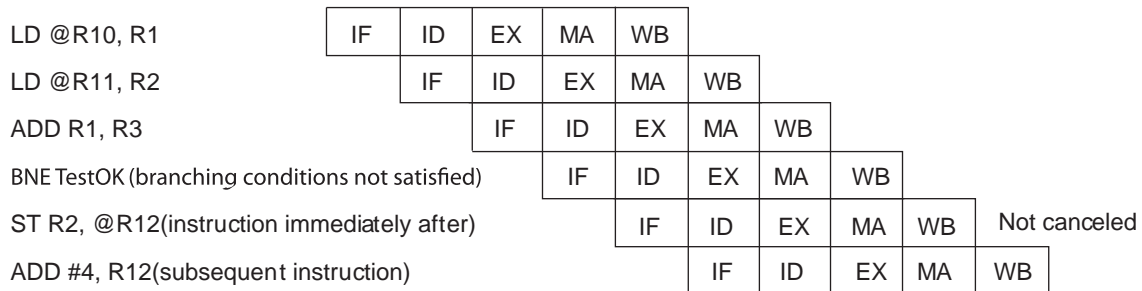 LD @R10, R1 IF ID EX MA WB
LD @R11, R2 IF ID EX MA WB
ADD R1, R3 IF ID EX MA WB
BNE TestOK (branching conditions not satisfied) IF ID EX MA WB
ST R2, @R12(instruction immediately after) IF ID EX MA WB Not canceled
ADD #4, R12(subsequent instruction) IF ID EX MA WB